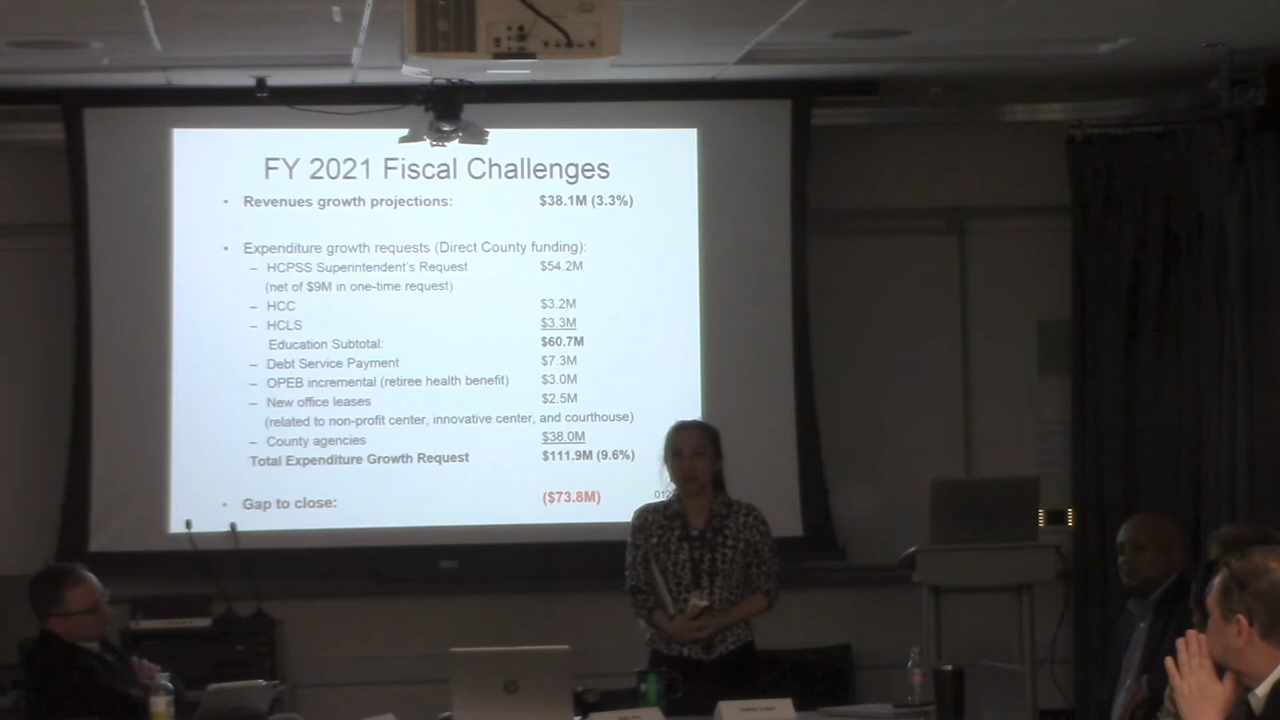 FY 2021 Fiscal Challenges
• Revenues growth projections: $38.1M (3.3%)
• Expenditure growth requests (Direct County funding):
– HCPSS Superintendent's Request $54.2M
(net of $9M in one-time request)
– HCC $3.2M
– HCLS $3.3M
Education Subtotal: $60.7M
– Debt Service Payment $7.3M
– OPEB incremental (retiree health benefit) $3.0M
– New office leases $2.5M
(related to non-profit center, innovative center, and courthouse)
– County agencies $38.0M
Total Expenditure Growth Request $111.9M (9.6%)
• Gap to close: ($73.8M)